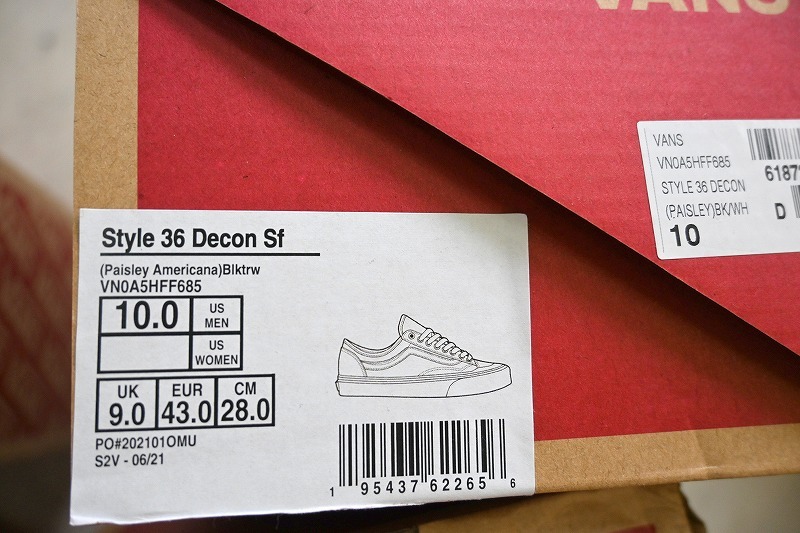 VANS
VANS
VN0A5HFF685
STYLE 36 DECON
(PAISLEY)BK/WH
10
D
6187
Style 36 Decon Sf
(Paisley Americana)Blktrw
VN0A5HFF685
10.0 US MEN
US WOMEN
UK EUR CM
9.0 43.0 28.0
PO#202101OMU
S2V - 06/21
1 95437 62265 6